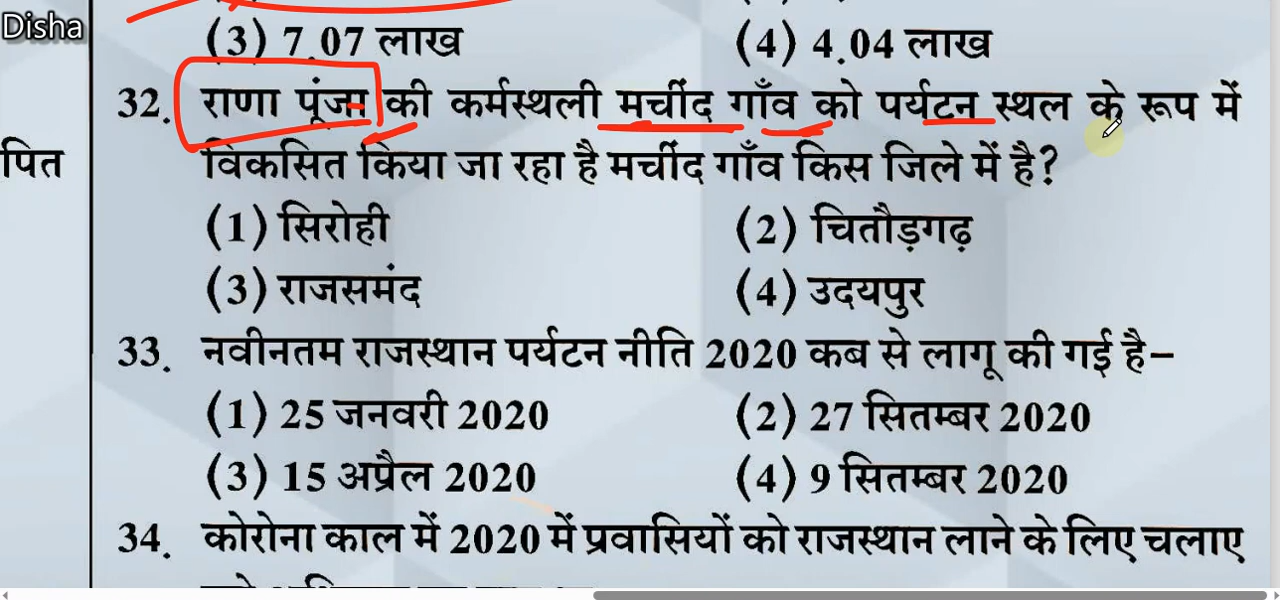 Disha
(3) 7.07 लाख (4) 4.04 लाख
32. राणा पूंजा की कर्मस्थली मचींद गाँव को पर्यटन स्थल के रूप में
पित विकसित किया जा रहा है मचींद गाँव किस जिले में है?
(1) सिरोही (2) चितौड़गढ़
(3) राजसमंद (4) उदयपुर
33. नवीनतम राजस्थान पर्यटन नीति 2020 कब से लागू की गई है–
(1) 25 जनवरी 2020 (2) 27 सितम्बर 2020
(3) 15 अप्रैल 2020 (4) 9 सितम्बर 2020
34. कोरोना काल में 2020 में प्रवासियों को राजस्थान लाने के लिए चलाए